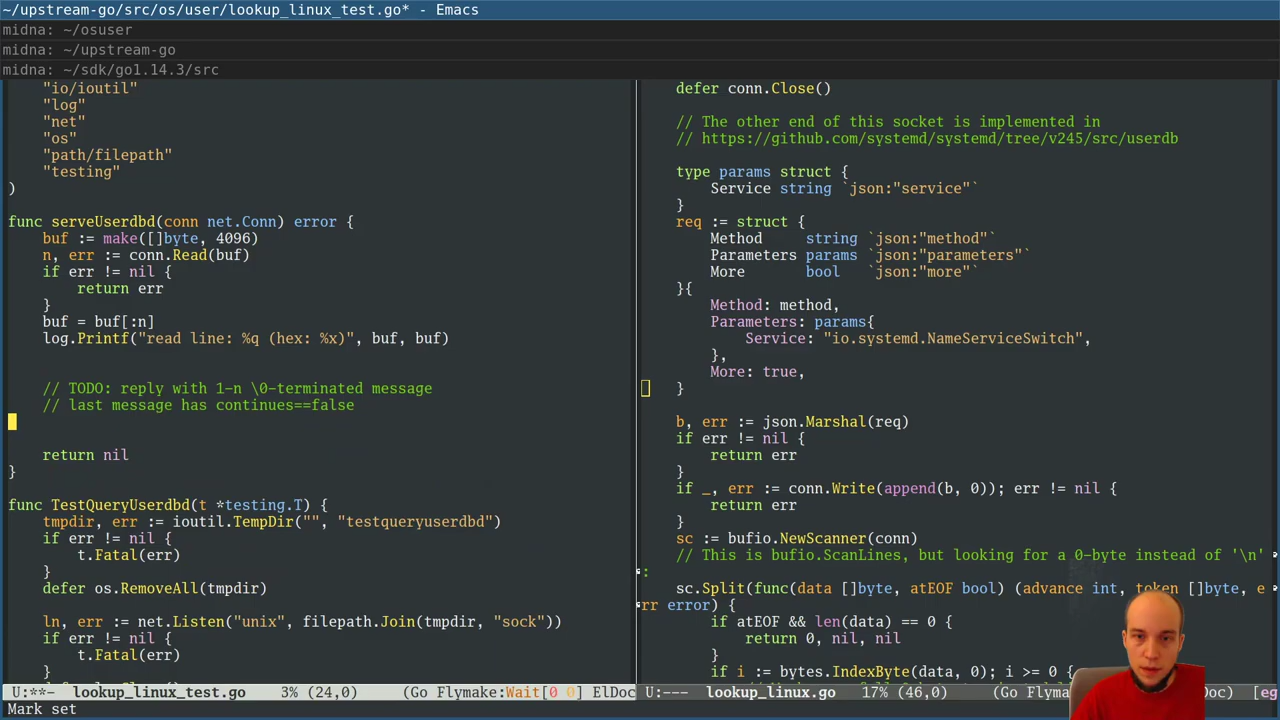 ~/upstream-go/src/os/user/lookup_linux_test.go* - Emacs
midna: ~/osuser
midna: ~/upstream-go
midna: ~/sdk/go1.14.3/src
"io/ioutil"
"log"
"net"
"os"
"path/filepath"
"testing"
)
func serveUserdbd(conn net.Conn) error {
buf := make([]byte, 4096)
n, err := conn.Read(buf)
if err != nil {
return err
}
buf = buf[:n]
log.Printf("read line: %q (hex: %x)", buf, buf)
// TODO: reply with 1-n \0-terminated message
// last message has continues==false
return nil
}
func TestQueryUserdbd(t *testing.T) {
tmpdir, err := ioutil.TempDir("", "testqueryuserdbd")
if err != nil {
t.Fatal(err)
}
defer os.RemoveAll(tmpdir)
ln, err := net.Listen("unix", filepath.Join(tmpdir, "sock"))
if err != nil {
t.Fatal(err)
}
U:**- lookup_linux_test.go 3% (24,0) (Go Flymake:Wait[0 0] ElDoc
defer conn.Close()
// The other end of this socket is implemented in
// https://github.com/systemd/systemd/tree/v245/src/userdb
type params struct {
Service string `json:"service"`
}
req := struct {
Method string `json:"method"`
Parameters params `json:"parameters"`
More bool `json:"more"`
}{
Method: method,
Parameters: params{
Service: "io.systemd.NameServiceSwitch",
},
More: true,
}
b, err := json.Marshal(req)
if err != nil {
return err
}
if _, err := conn.Write(append(b, 0)); err != nil {
return err
}
sc := bufio.NewScanner(conn)
// This is bufio.ScanLines, but looking for a 0-byte instead of '\n'
:
sc.Split(func(data []byte, atEOF bool) (advance int, token []byte, e
rr error) {
if atEOF && len(data) == 0 {
return 0, nil, nil
}
if i := bytes.IndexByte(data, 0); i >= 0 {
U:--- lookup_linux.go 17% (46,0) (Go Flym oc) [eg
Mark set